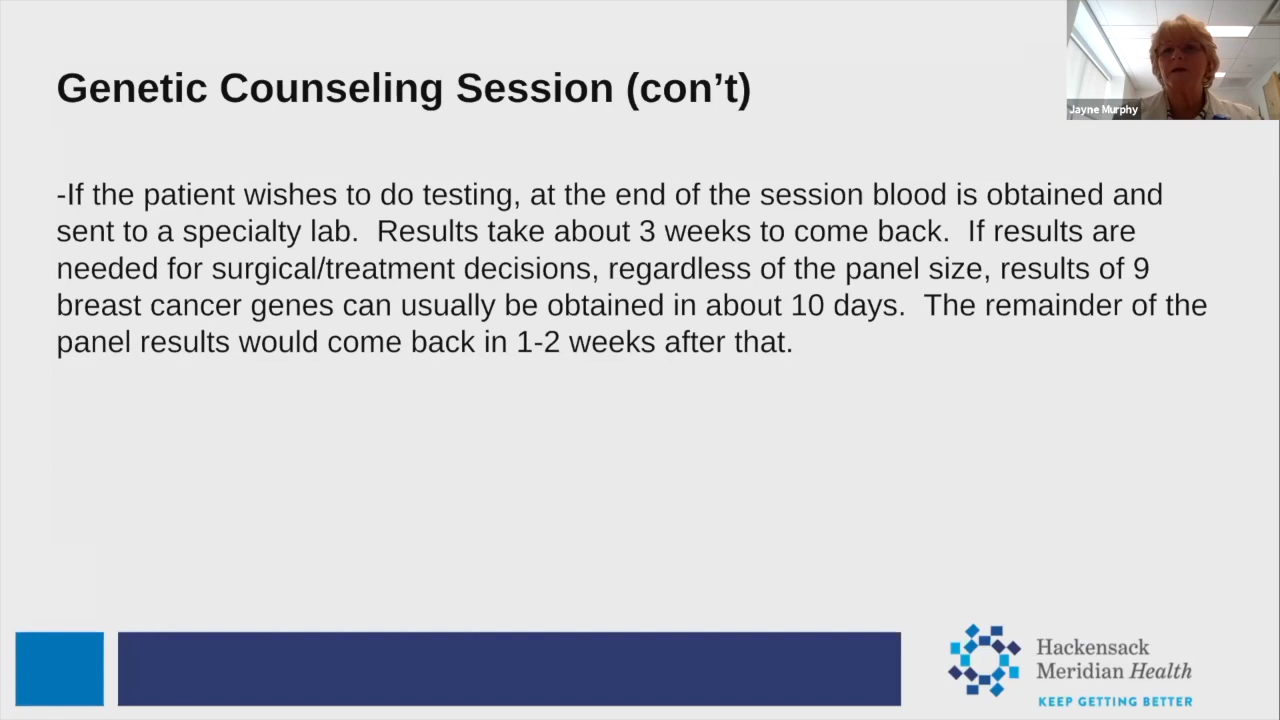 Genetic Counseling Session (con’t)
Jayne Murphy
-If the patient wishes to do testing, at the end of the session blood is obtained and
sent to a specialty lab.  Results take about 3 weeks to come back.  If results are
needed for surgical/treatment decisions, regardless of the panel size, results of 9
breast cancer genes can usually be obtained in about 10 days.  The remainder of the
panel results would come back in 1-2 weeks after that.
Hackensack
Meridian Health
KEEP GETTING BETTER